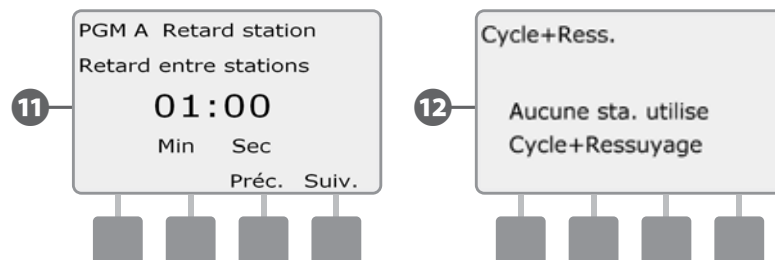 PGM A Retard station
Retard entre stations
01:00
Min Sec
Préc. Suiv.
11
Cycle+Ress.
Aucune sta. utilise
Cycle+Ressuyage
12